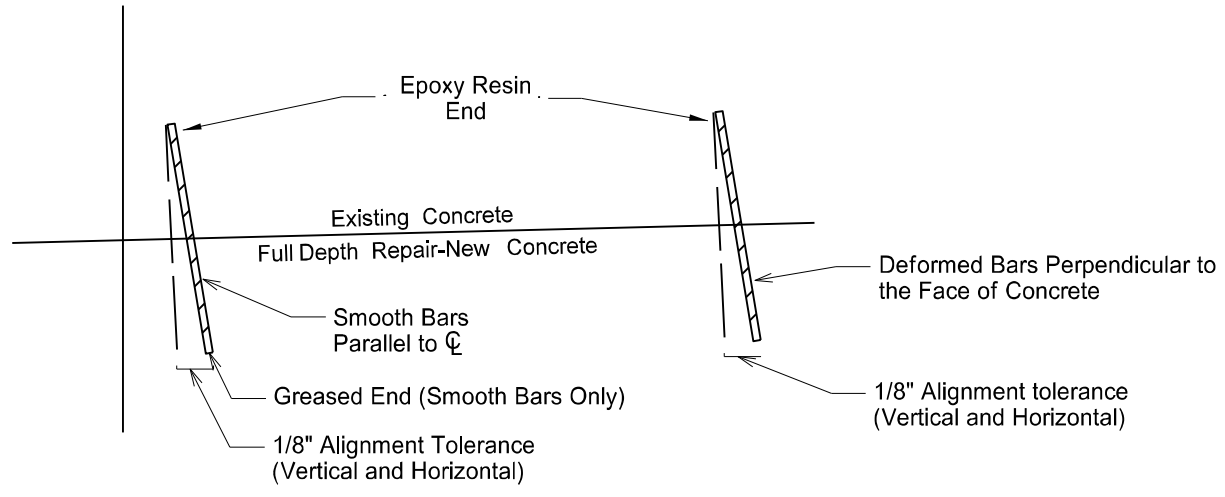 Epoxy Resin
End
Existing Concrete
Full Depth Repair-New Concrete
Deformed Bars Perpendicular to
the Face of Concrete
Smooth Bars
Parallel to ℄
Greased End (Smooth Bars Only)
1/8" Alignment tolerance
(Vertical and Horizontal)
1/8" Alignment Tolerance
(Vertical and Horizontal)